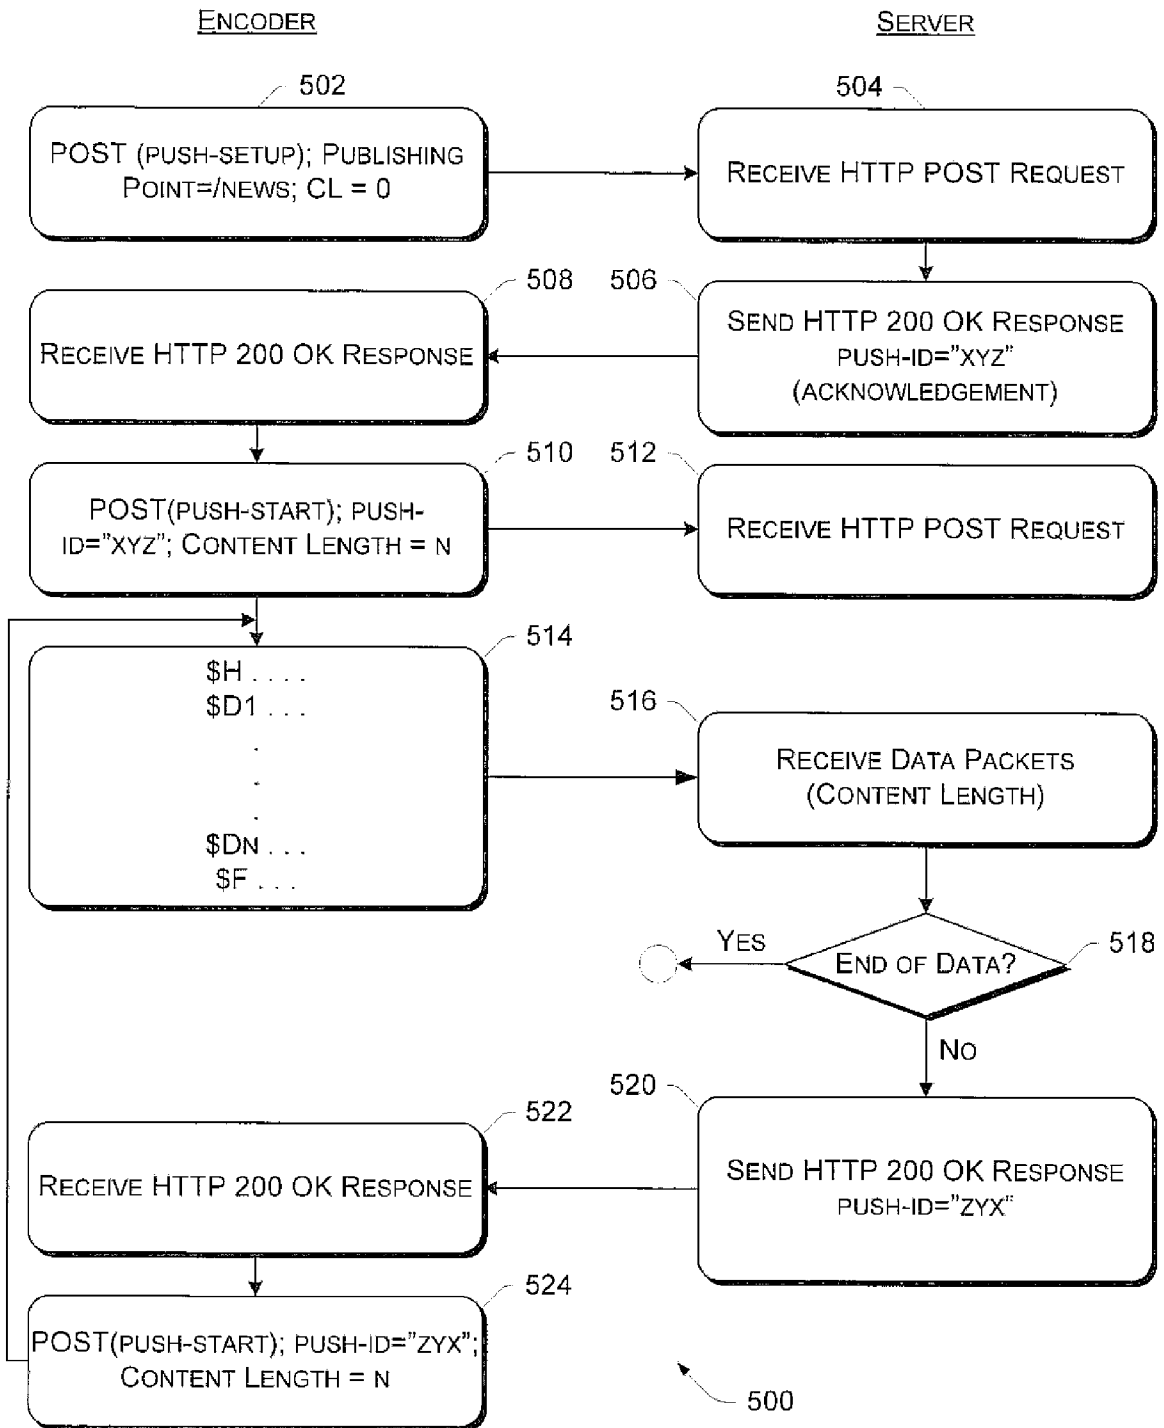 ENCODER
SERVER
502
504
POST (PUSH-SETUP); PUBLISHING
POINT=/NEWS; CL = 0
RECEIVE HTTP POST REQUEST
508
506
RECEIVE HTTP 200 OK RESPONSE
SEND HTTP 200 OK RESPONSE
PUSH-ID="XYZ"
(ACKNOWLEDGEMENT)
510
512
POST(PUSH-START); PUSH-
ID="XYZ"; CONTENT LENGTH = N
RECEIVE HTTP POST REQUEST
514
$H . . . .
$D1 . . .
.
.
.
$DN . . .
$F . . .
516
RECEIVE DATA PACKETS
(CONTENT LENGTH)
YES
END OF DATA?
518
NO
520
522
RECEIVE HTTP 200 OK RESPONSE
SEND HTTP 200 OK RESPONSE
PUSH-ID="ZYX"
524
POST(PUSH-START); PUSH-ID="ZYX";
CONTENT LENGTH = N
500